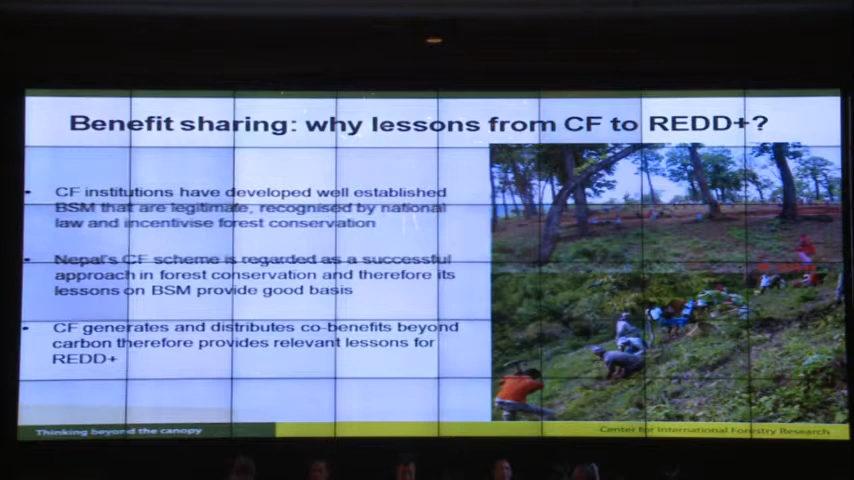 Benefit sharing: why lessons from CF to REDD+?
• CF institutions have developed well established
BSM that are legitimate, recognised by national
law and incentivise forest conservation
• Nepal's CF scheme is regarded as a successful
approach in forest conservation and therefore its
lessons on BSM provide good basis
• CF generates and distributes co-benefits beyond
carbon therefore provides relevant lessons for
REDD+
Thinking beyond the canopy
Center for International Forestry Research